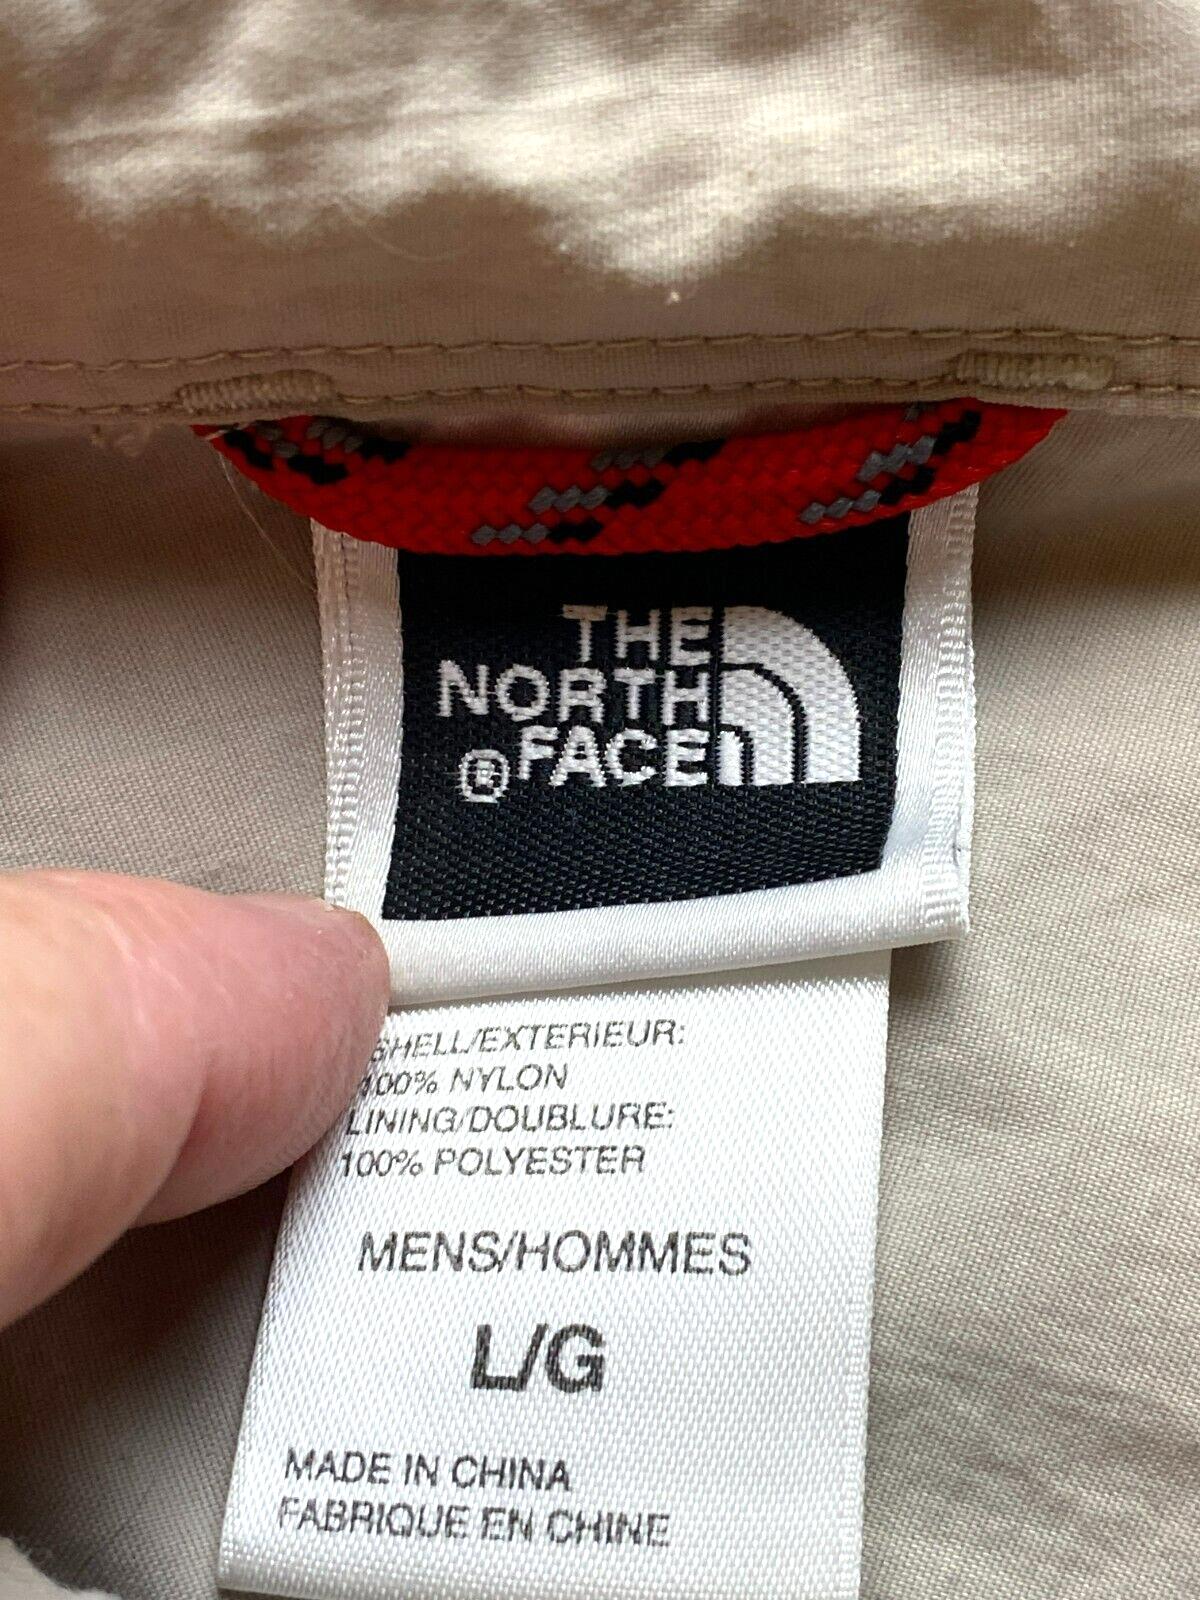 THE
NORTH
® FACE
SHELL/EXTERIEUR:
100% NYLON
LINING/DOUBLURE:
100% POLYESTER
MENS/HOMMES
L/G
MADE IN CHINA
FABRIQUE EN CHINE